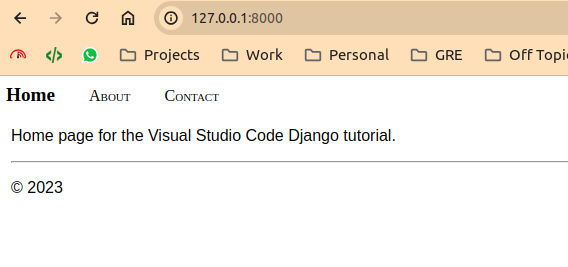 127.0.0.1:8000
Projects Work Personal GRE Off Topi
Home About Contact
Home page for the Visual Studio Code Django tutorial.
© 2023